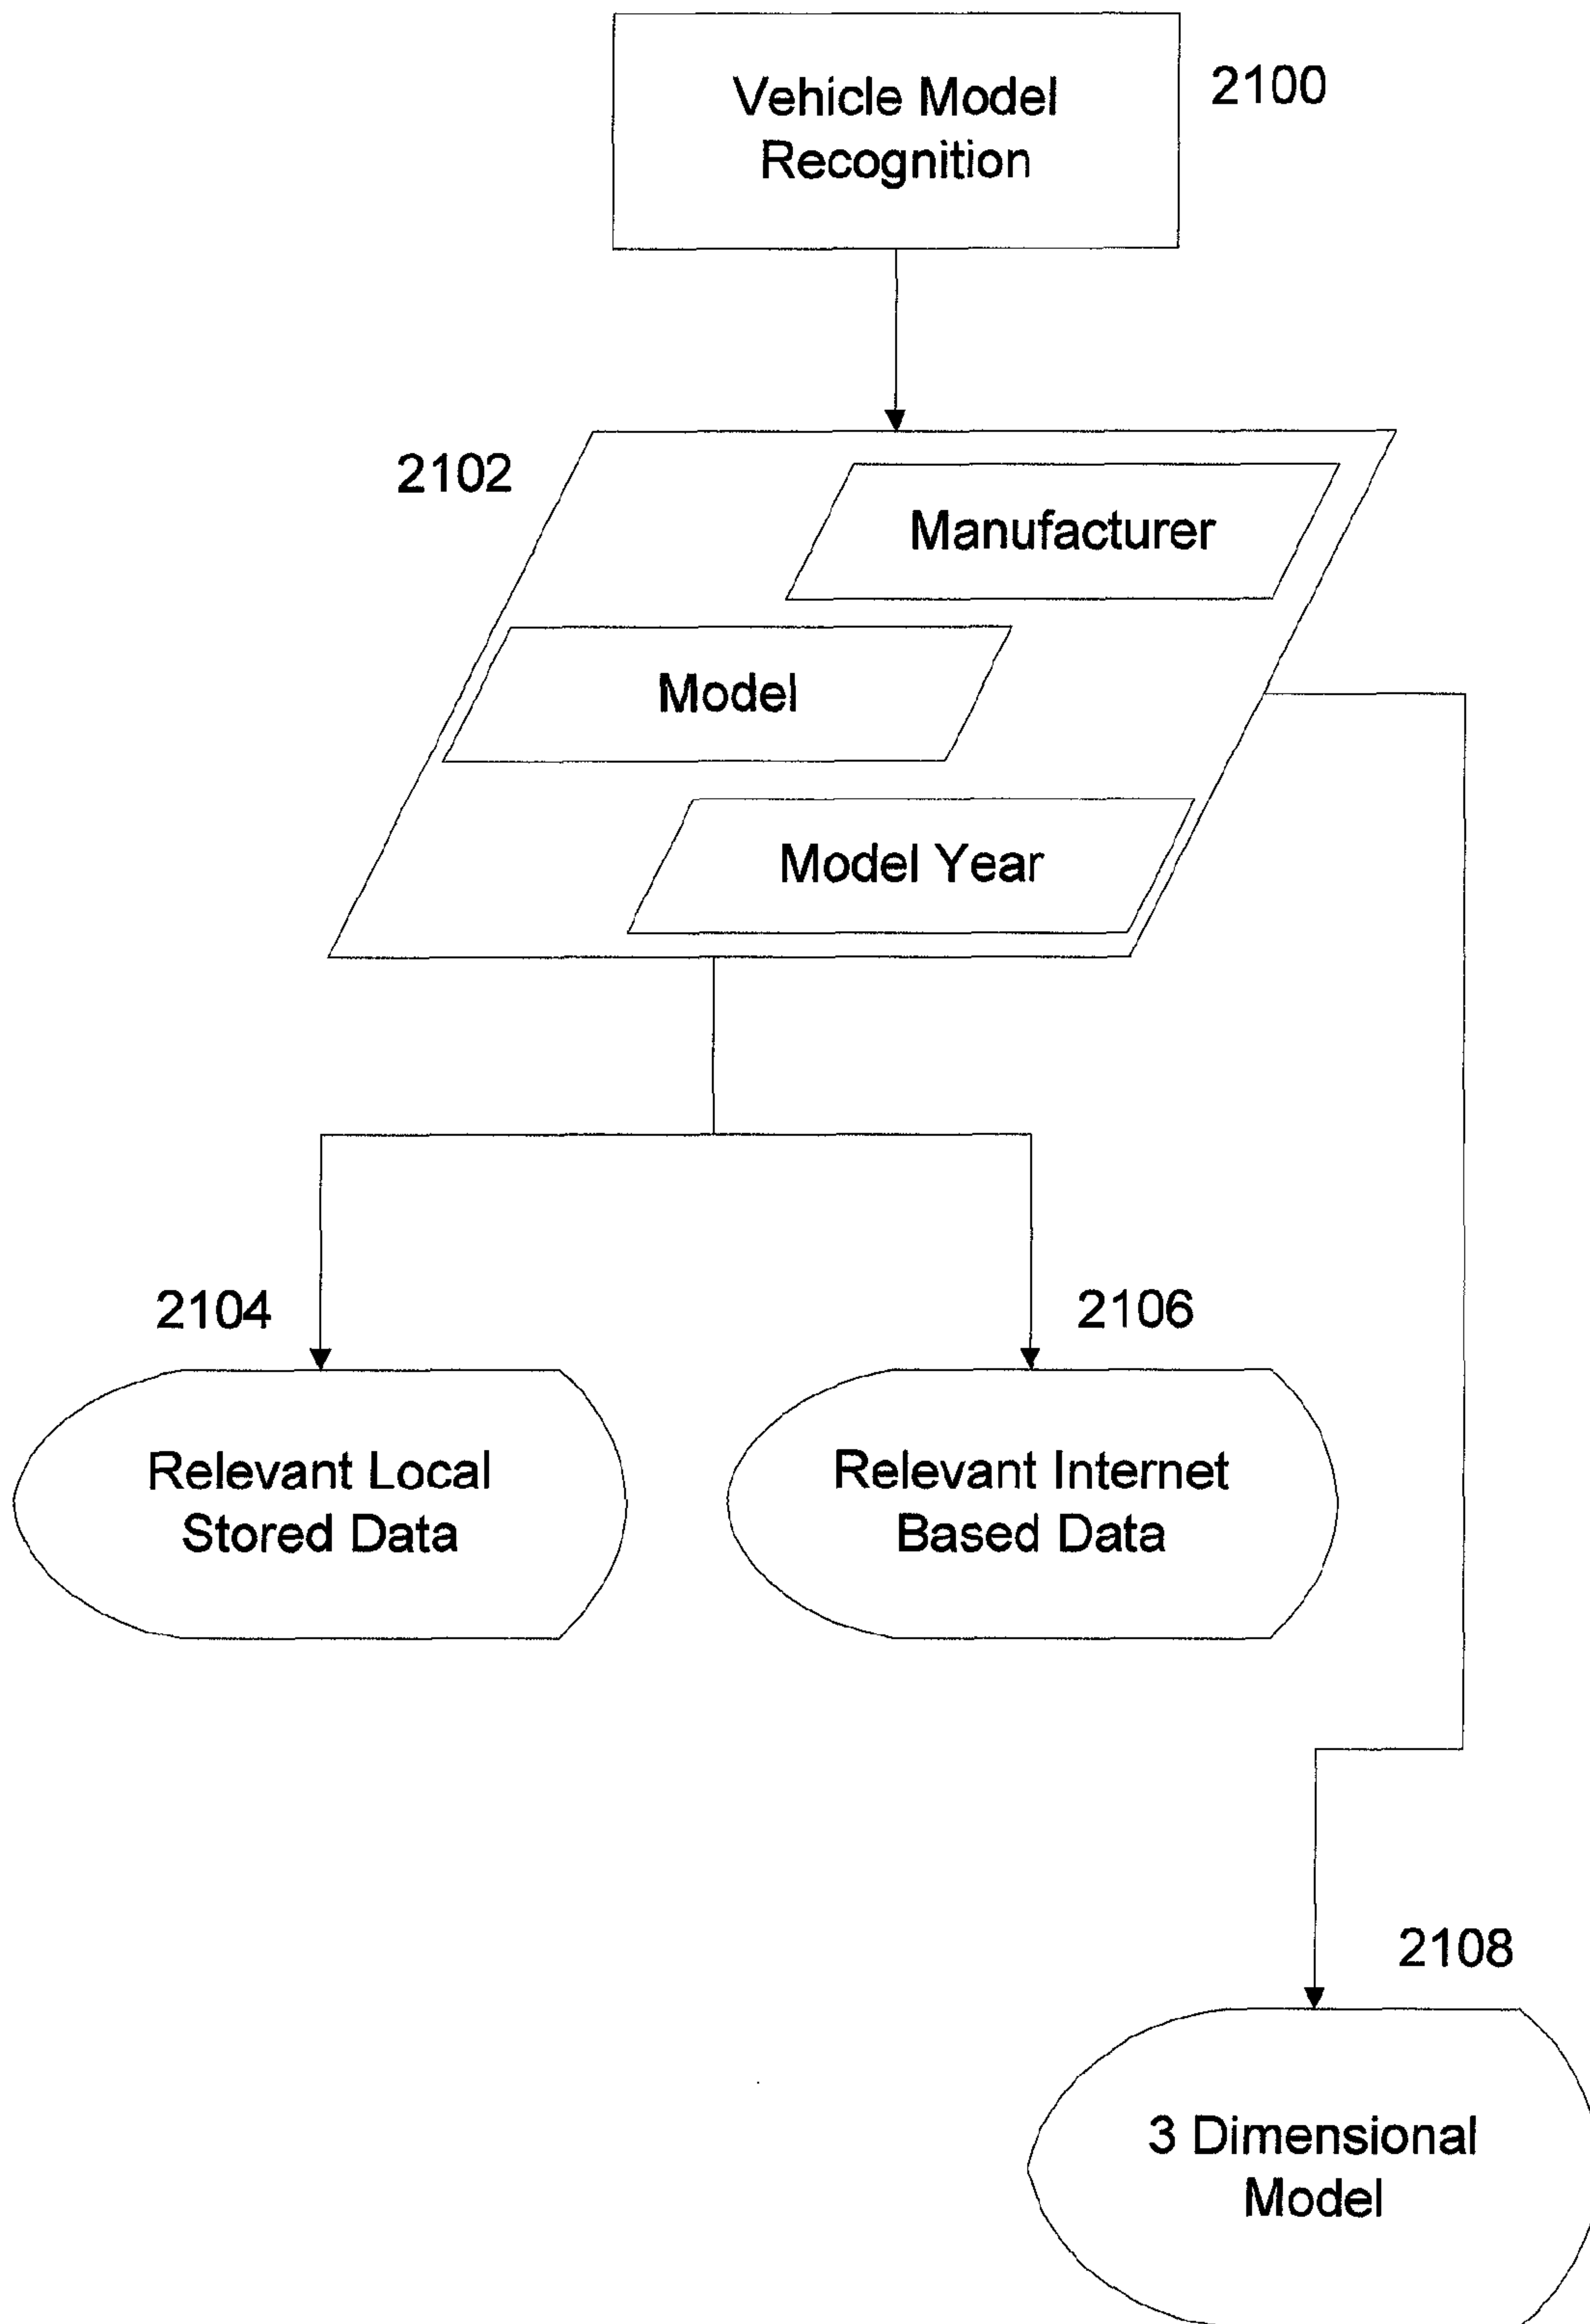 Vehicle Model
Recognition
2100
2102
Manufacturer
Model
Model Year
2104
2106
Relevant Local
Stored Data
Relevant Internet
Based Data
2108
3 Dimensional
Model